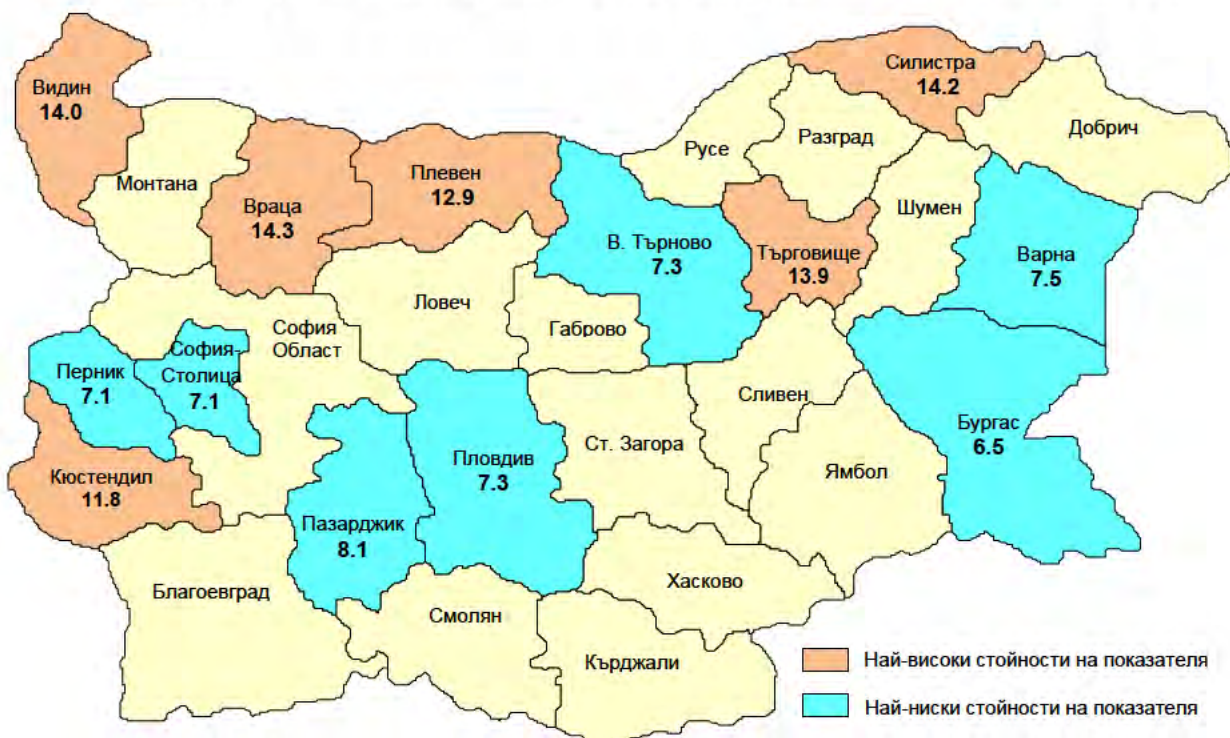 Видин
14.0
Монтана
Враца
14.3
Плевен
12.9
Силистра
14.2
Русе
Разград
Добрич
Шумен
В. Търново
7.3
Търговище
13.9
Варна
7.5
Ловеч
Габрово
София
Област
София-
Столица
7.1
Перник
7.1
Сливен
Бургас
6.5
Ст. Загора
Ямбол
Пловдив
7.3
Кюстендил
11.8
Пазарджик
8.1
Благоевград
Смолян
Хасково
Кърджали
Най-високи стойности на показателя
Най-ниски стойности на показателя